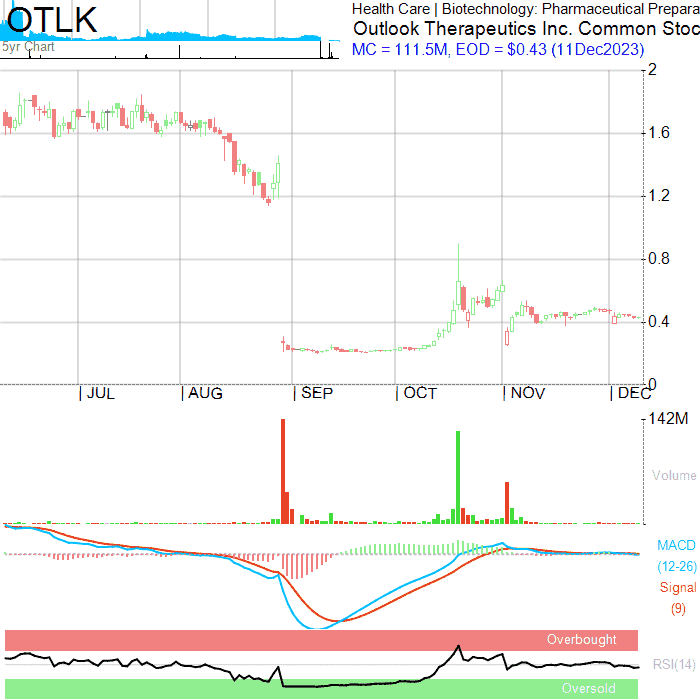 OTLK
5yr Chart
Health Care | Biotechnology: Pharmaceutical Prepara
Outlook Therapeutics Inc. Common Stoc
MC = 111.5M, EOD = $0.43 (11Dec2023)
2
1.6
1.2
0.8
0.4
0
| JUL | AUG | SEP | OCT | NOV | DEC
142M
Volume
MACD
(12-26)
Signal
(9)
Overbought
RSI(14)
Oversold